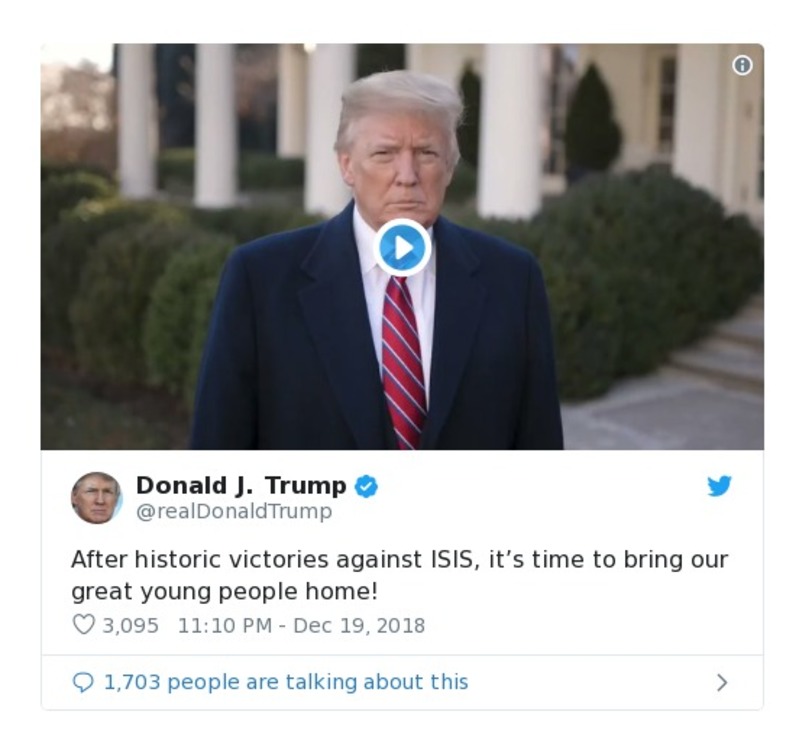 Donald J. Trump
@realDonaldTrump
After historic victories against ISIS, it’s time to bring our
great young people home!
3,095 11:10 PM - Dec 19, 2018
1,703 people are talking about this